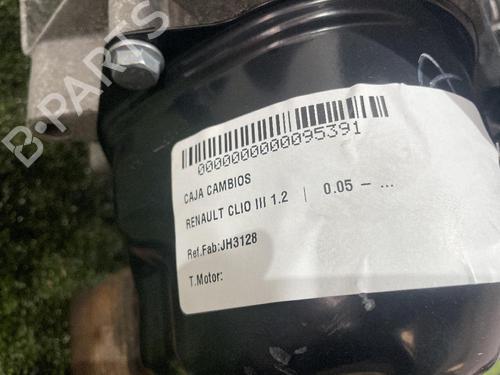 B-PARTS
0000000000095391
CAJA CAMBIOS
RENAULT CLIO III 1.2 | 0.05 - ...
Ref.Fab:JH3128
T.Motor: